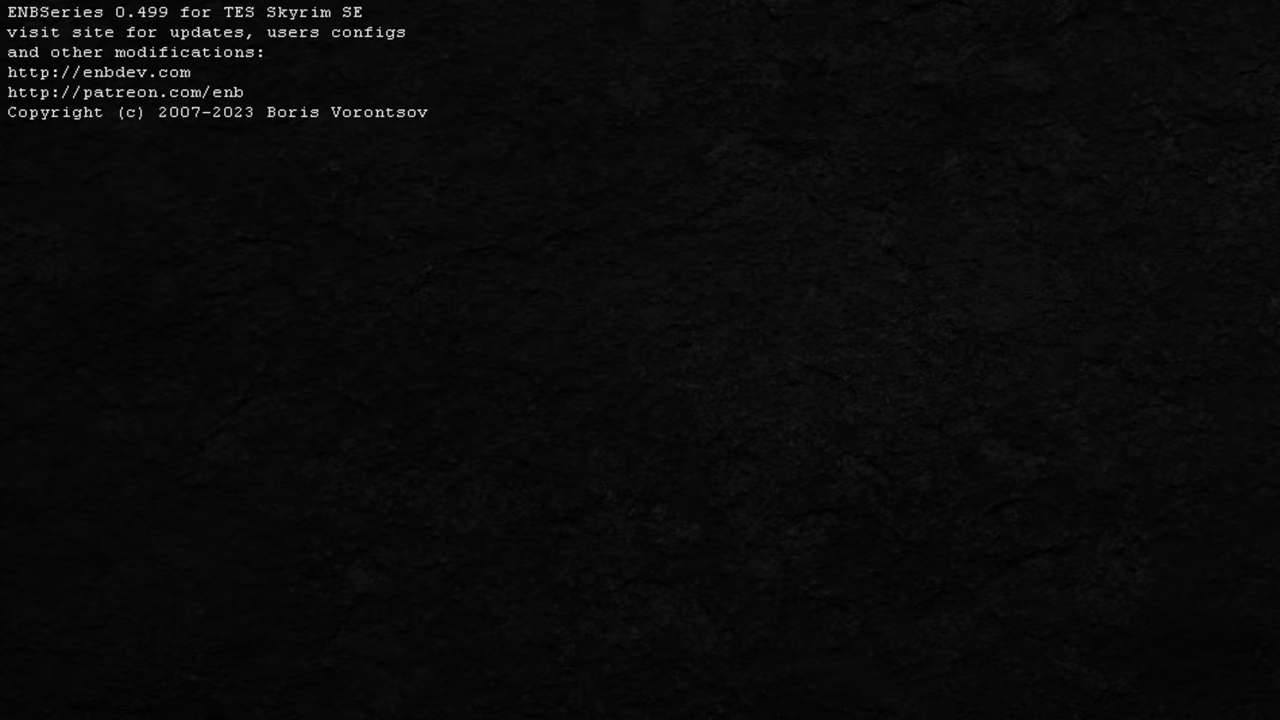 ENBSeries 0.499 for TES Skyrim SE
visit site for updates, users configs
and other modifications:
http://enbdev.com
http://patreon.com/enb
Copyright (c) 2007-2023 Boris Vorontsov